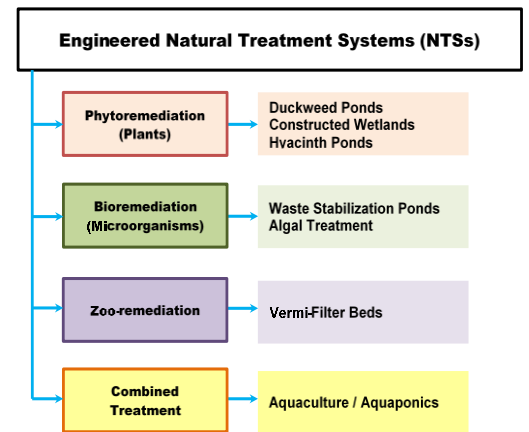 Engineered Natural Treatment Systems (NTSs)
Phytoremediation
(Plants)
Duckweed Ponds
Constructed Wetlands
Hyacinth Ponds
Bioremediation
(Microorganisms)
Waste Stabilization Ponds
Algal Treatment
Zoo-remediation
Vermi-Filter Beds
Combined
Treatment
Aquaculture / Aquaponics